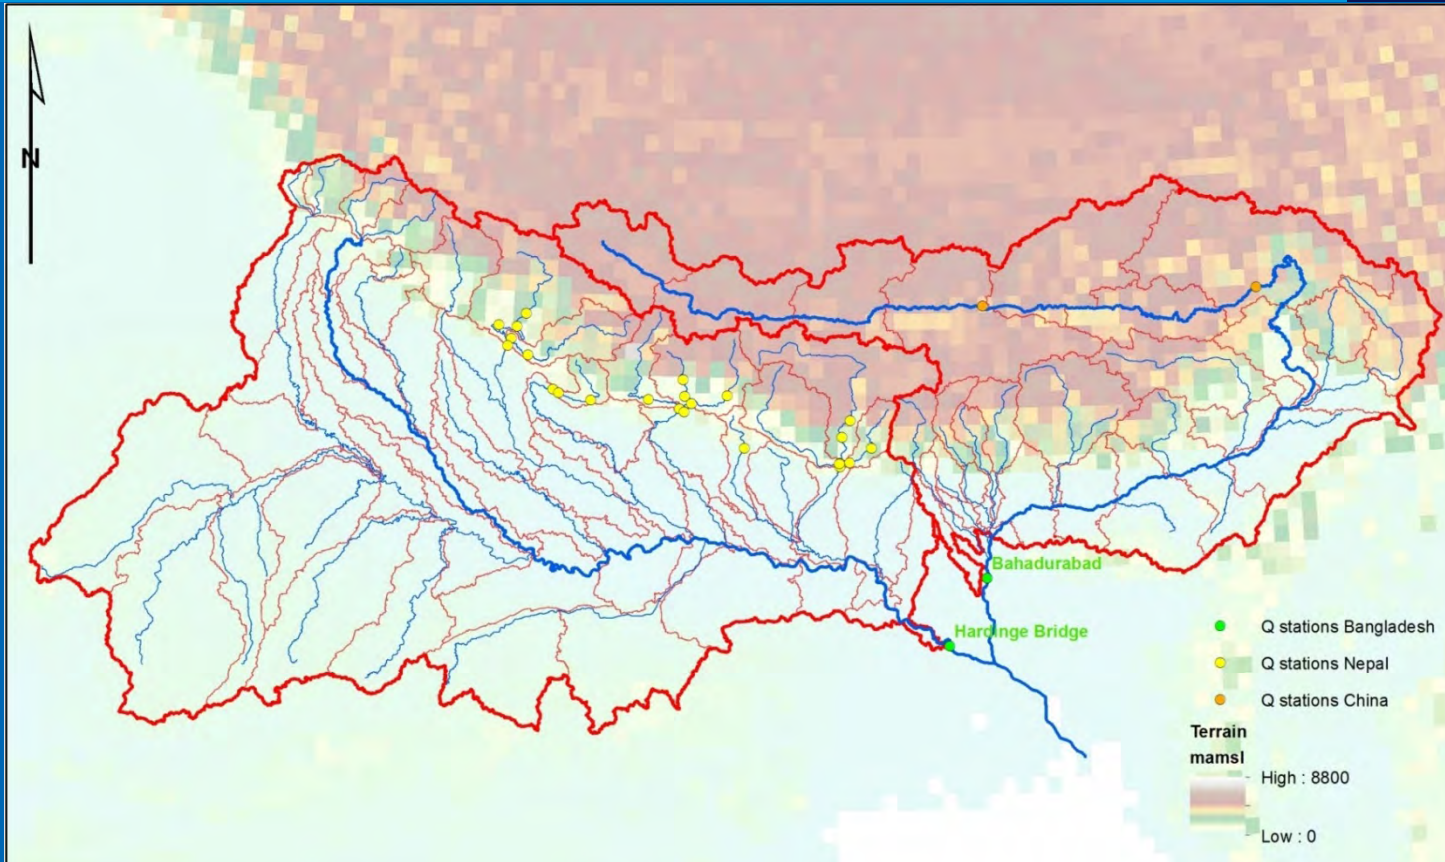 N
Bahadurabad
Hardinge Bridge
Q stations Bangladesh
Q stations Nepal
Q stations China
Terrain
mamsl
High : 8800
Low : 0